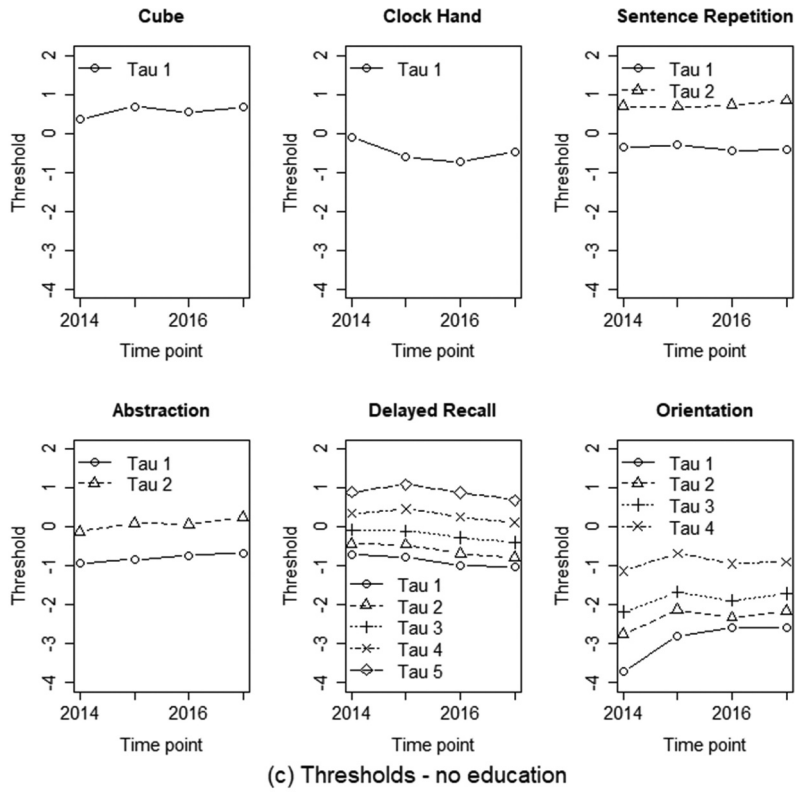 Cube
Clock Hand
Sentence Repetition
Threshold
2
1
0
-1
-2
-3
-4
Tau 1
2014
2016
Time point
Threshold
2
1
0
-1
-2
-3
-4
Tau 1
2014
2016
Time point
Threshold
2
1
0
-1
-2
-3
-4
Tau 1
Tau 2
2014
2016
Time point
Abstraction
Delayed Recall
Orientation
Threshold
2
1
0
-1
-2
-3
-4
Tau 1
Tau 2
2014
2016
Time point
Threshold
2
1
0
-1
-2
-3
-4
Tau 1
Tau 2
Tau 3
Tau 4
Tau 5
2014
2016
Time point
Threshold
2
1
0
-1
-2
-3
-4
Tau 1
Tau 2
Tau 3
Tau 4
2014
2016
Time point
(c) Thresholds - no education